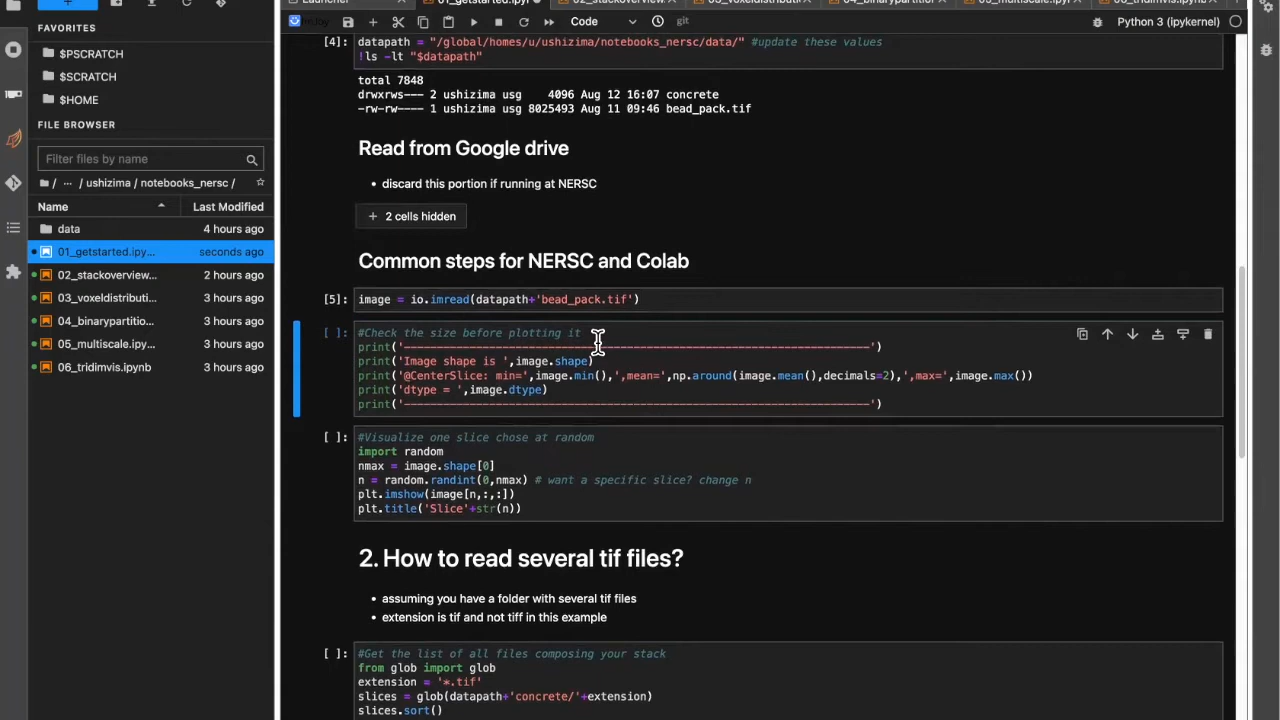 Launcher
01_getstarted.ipy
02_stackoverview
03_voxeldistributi
04_binarypartition
05_multiscale.ipy
06_tridimvis.ipynb
Code
git
Python 3 (ipykernel)
FAVORITES
$PSCRATCH
$SCRATCH
$HOME
FILE BROWSER
Filter files by name
/ ··· / ushizima / notebooks_nersc /
Name
Last Modified
data
4 hours ago
01_getstarted.ipy...
seconds ago
02_stackoverview...
2 hours ago
03_voxeldistributi...
3 hours ago
04_binarypartitio...
3 hours ago
05_multiscale.ipy...
3 hours ago
06_tridimvis.ipynb
3 hours ago
[4]: datapath = "/global/homes/u/ushizima/notebooks_nersc/data/" #update these values
!ls -lt "$datapath"
total 7848
drwxrws--- 2 ushizima usg    4096 Aug 12 16:07 concrete
-rw-rw---- 1 ushizima usg 8025493 Aug 11 09:46 bead_pack.tif
Read from Google drive
• discard this portion if running at NERSC
+ 2 cells hidden
Common steps for NERSC and Colab
[5]: image = io.imread(datapath+'bead_pack.tif')
[ ]: #Check the size before plotting it
print('Image shape is ',image.shape)
print('@CenterSlice: min=',image.min(),',mean=',np.around(image.mean(),decimals=2),',max=',image.max())
print('dtype = ',image.dtype)
[ ]: #Visualize one slice chose at random
import random
nmax = image.shape[0]
n = random.randint(0,nmax) # want a specific slice? change n
plt.imshow(image[n,:,:])
plt.title('Slice'+str(n))
2. How to read several tif files?
• assuming you have a folder with several tif files
• extension is tif and not tiff in this example
[ ]: #Get the list of all files composing your stack
from glob import glob
extension = '*.tif'
slices = glob(datapath+'concrete/'+extension)
slices.sort()